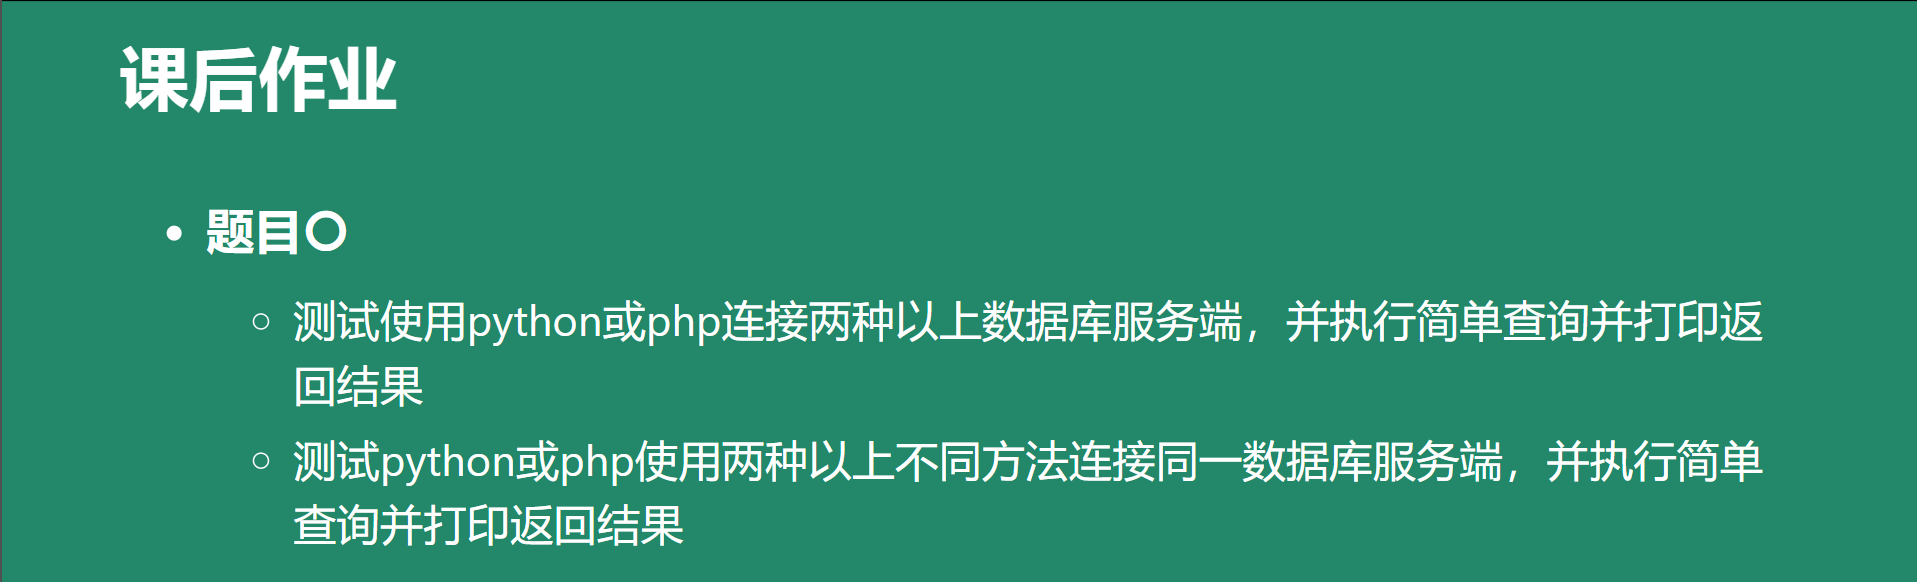 课后作业
题目〇
测试使用python或php连接两种以上数据库服务端，并执行简单查询并打印返
回结果
测试python或php使用两种以上不同方法连接同一数据库服务端，并执行简单
查询并打印返回结果